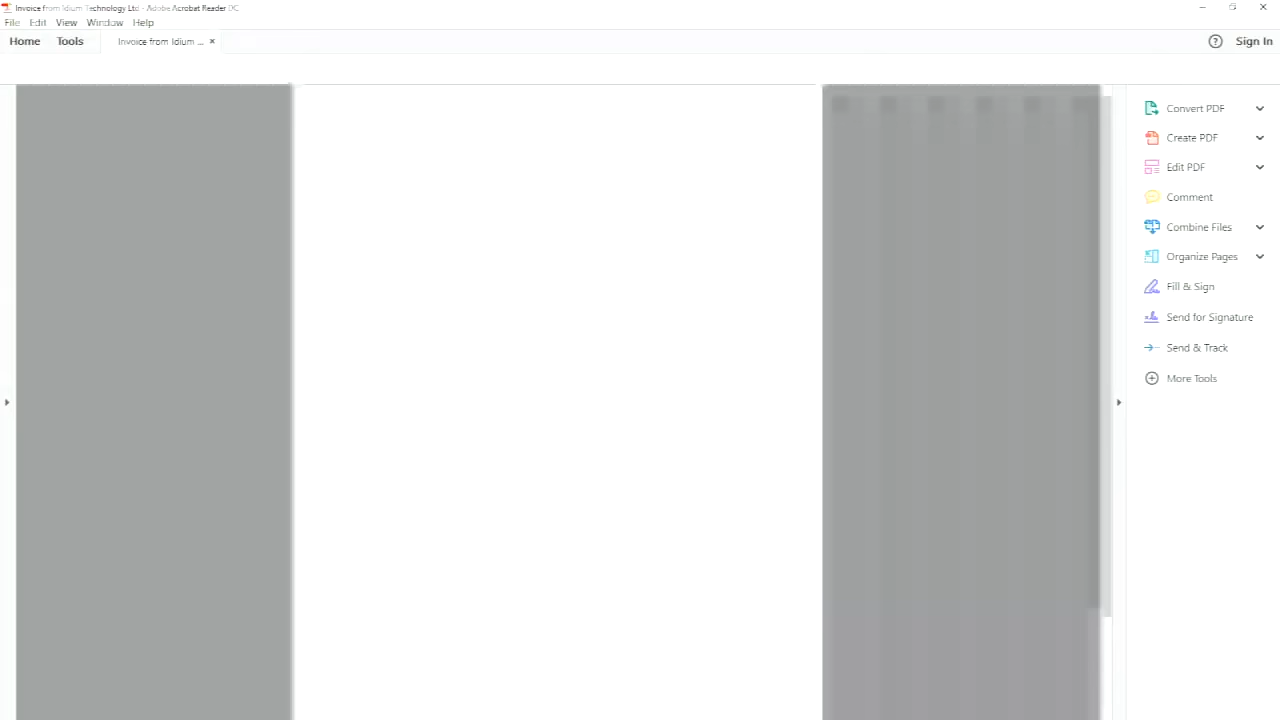 Invoice from Idium Technology Ltd - Adobe Acrobat Reader DC
File Edit View Window Help
Home Tools Invoice from Idium ... × Sign In
Convert PDF
Create PDF
Edit PDF
Comment
Combine Files
Organize Pages
Fill & Sign
Send for Signature
Send & Track
More Tools